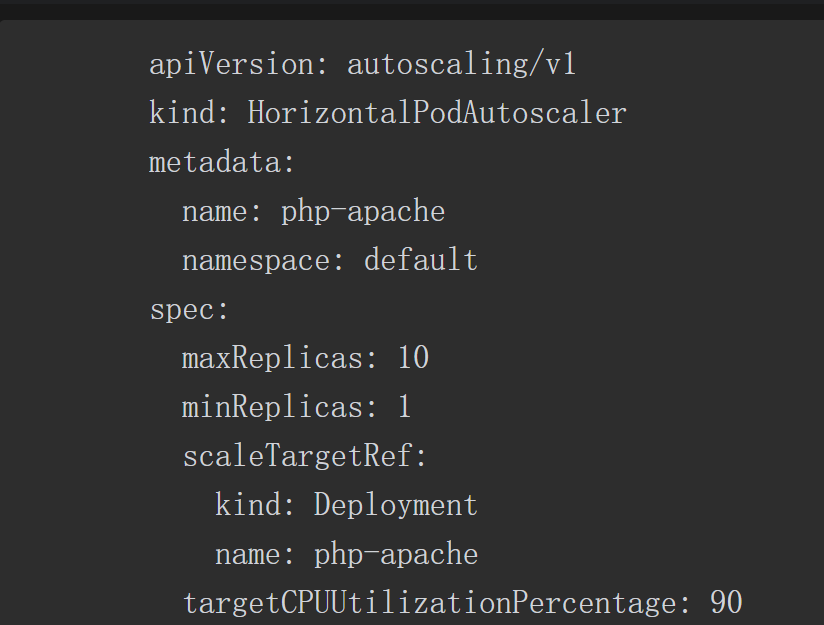 apiVersion: autoscaling/v1
kind: HorizontalPodAutoscaler
metadata:
  name: php-apache
  namespace: default
spec:
  maxReplicas: 10
  minReplicas: 1
  scaleTargetRef:
    kind: Deployment
    name: php-apache
  targetCPUUtilizationPercentage: 90